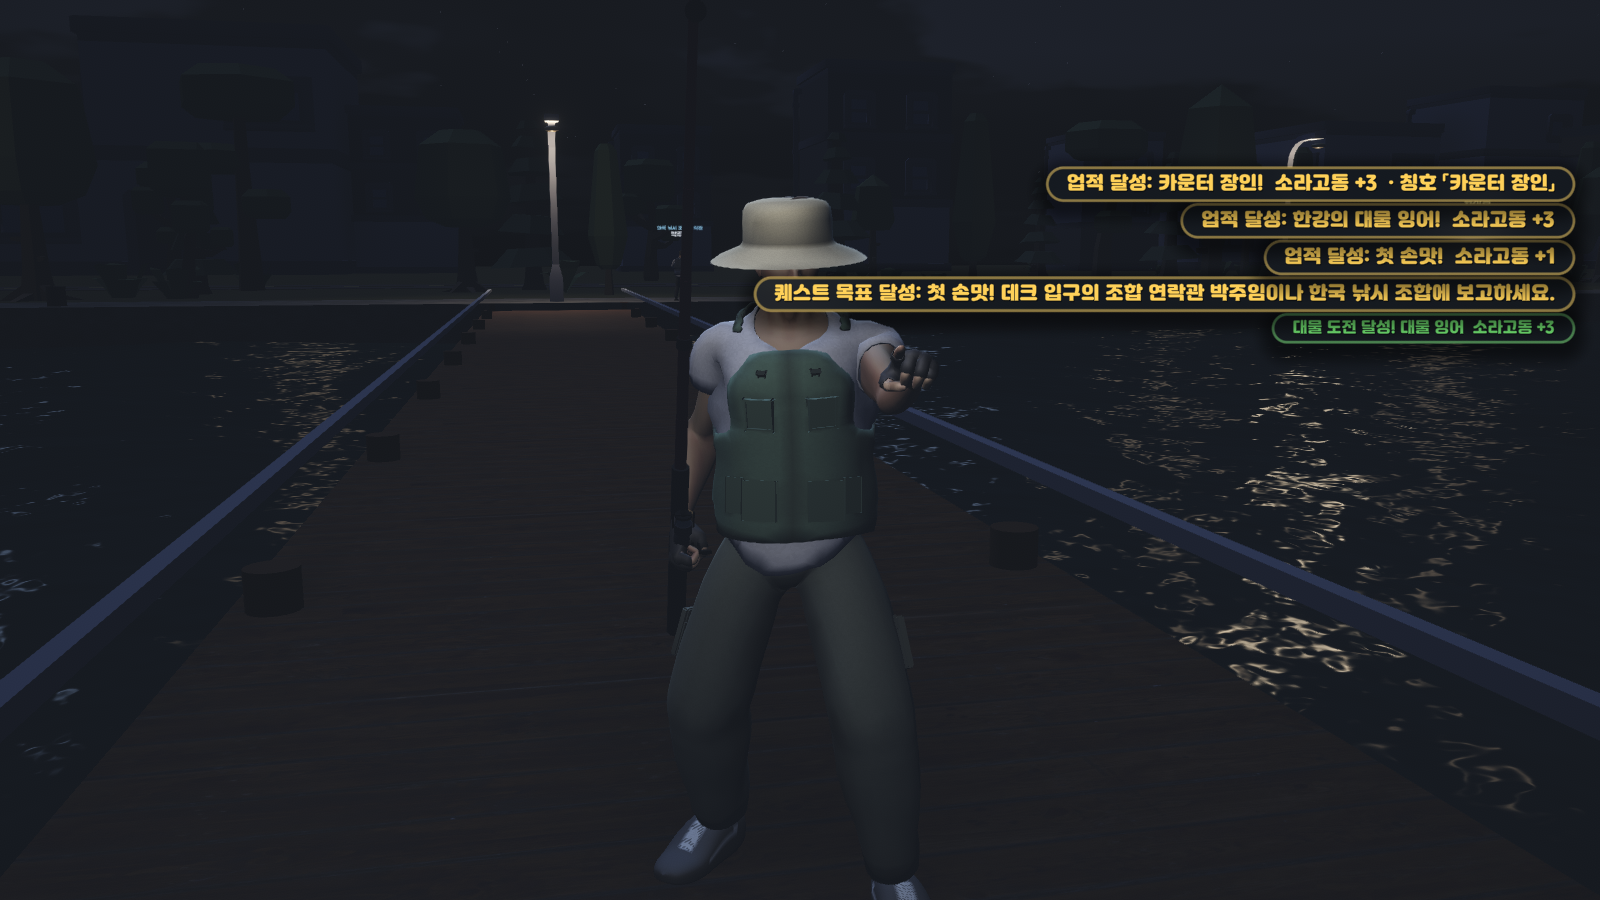 업적 달성: 카운터 장인! 소라고동 +3 · 칭호 「카운터 장인」
업적 달성: 한강의 대물 잉어! 소라고동 +3
업적 달성: 첫 손맛! 소라고동 +1
퀘스트 목표 달성: 첫 손맛! 데크 입구의 조합 연락관 박주임이나 한국 낚시 조합에 보고하세요.
대물 도전 달성! 대물 잉어 소라고동 +3